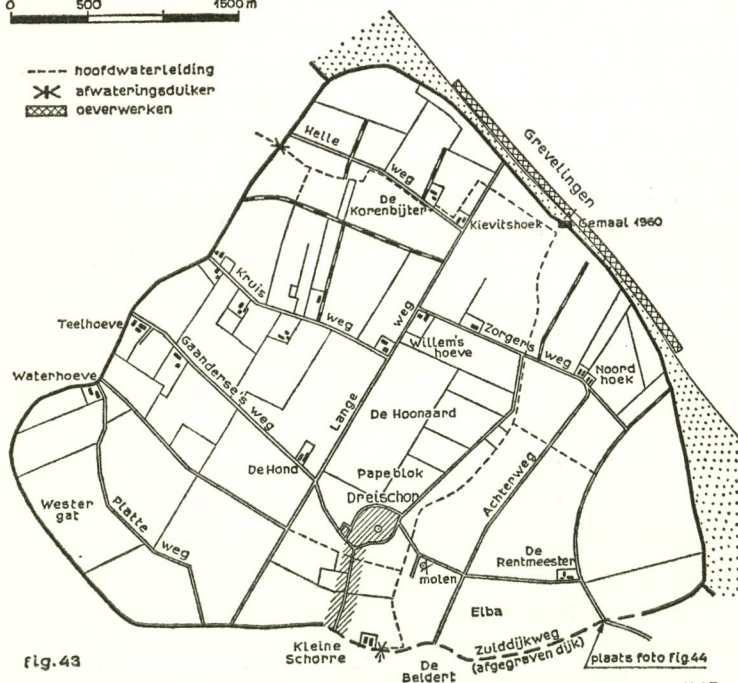 0 500 1500 m
hoofdwaterleiding
afwateringsduiker
oeverwerken
Grevelingen
Helle
weg
De
Korenbijter
Kievitshoek
Gemaal 1960
Kruis
weg
weg
Zorger's
weg
Teelhoeve
Willem's
hoeve
Noord
hoek
Gaanderse's weg
Waterhoeve
Lange
De Hoonaard
De Hond
Papeblok
Dreischor
Achterweg
Wester
gat
Platte
weg
De
Rentmeester
molen
Elba
Kleine
Schorre
Zuiddijkweg
(afgegraven dijk)
De
Beldert
plaats foto fig.44
fig.43